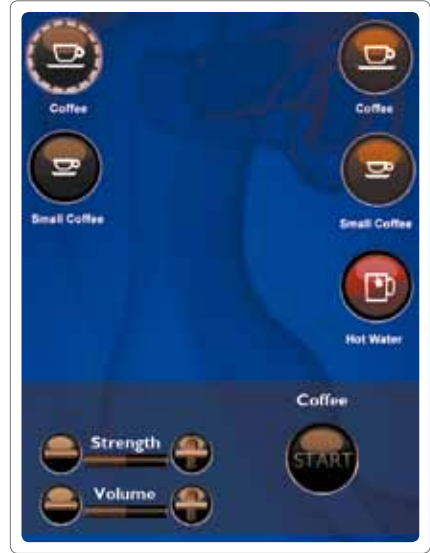 Coffee
Coffee
Small Coffee
Small Coffee
Hot Water
Coffee
Strength
START
Volume